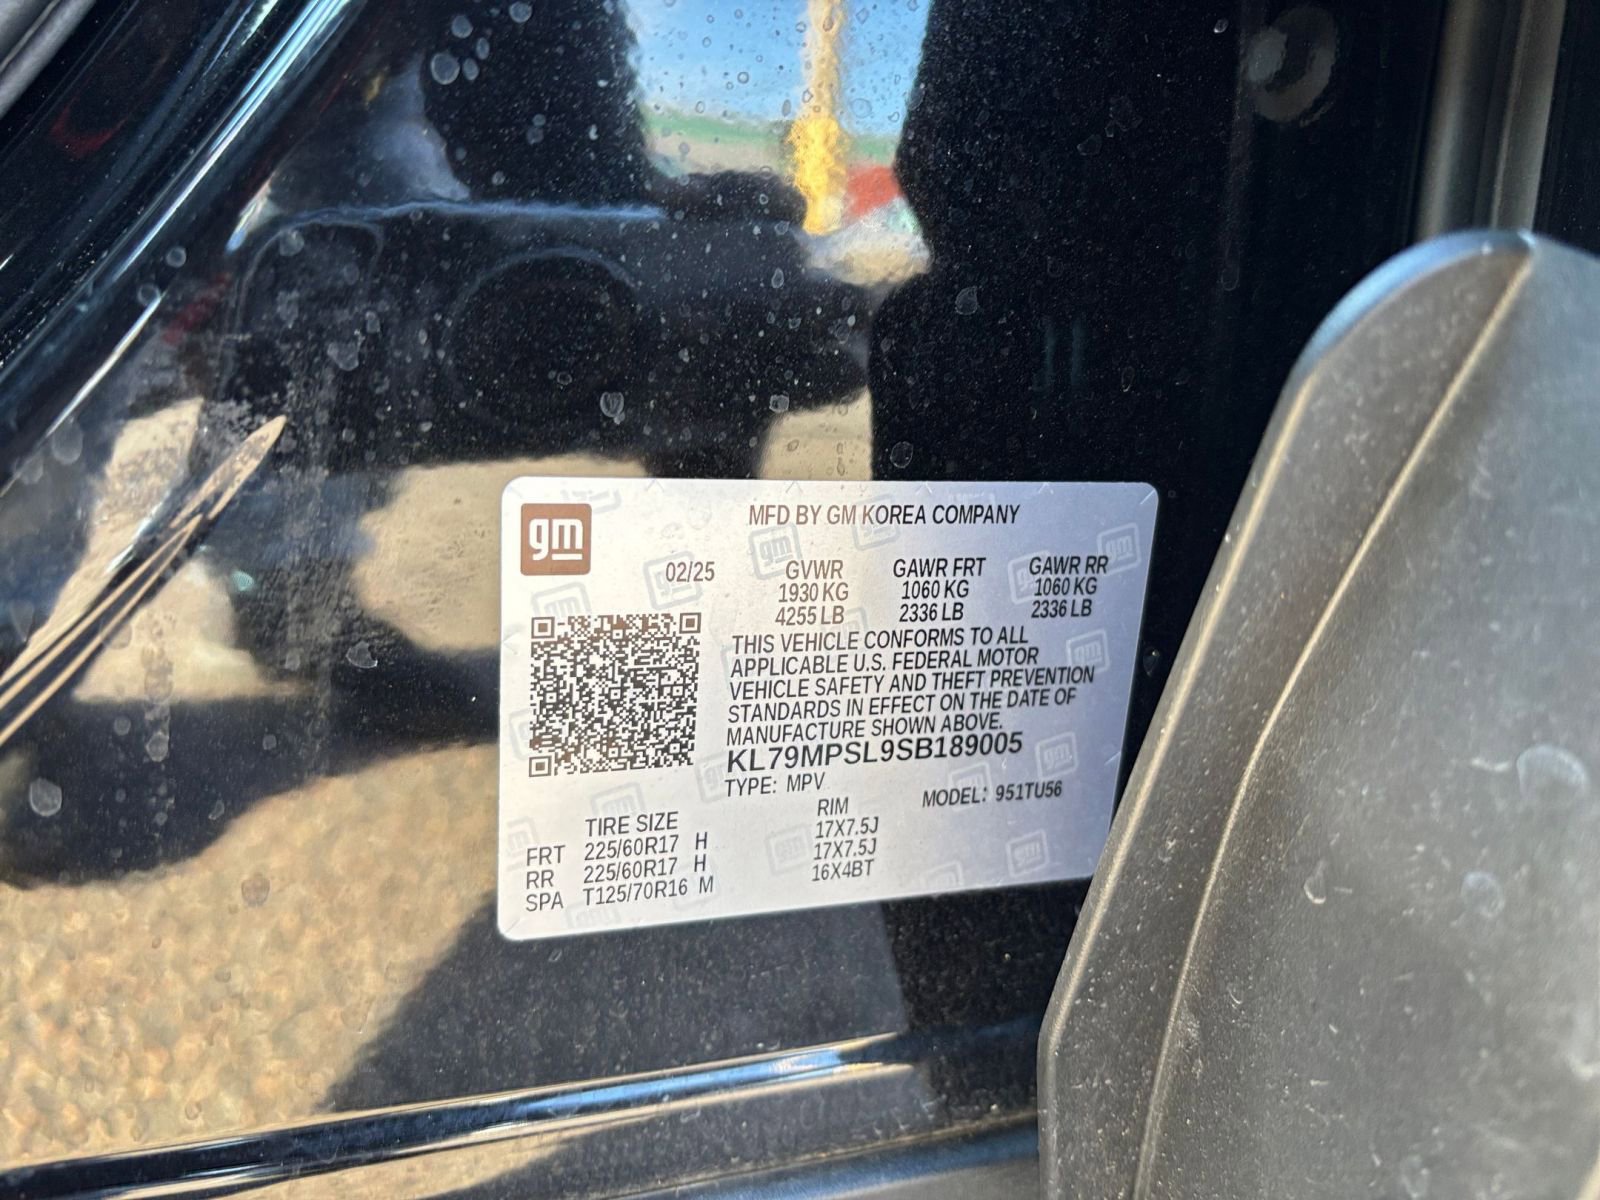 gm
MFD BY GM KOREA COMPANY
02/25 GVWR GAWR FRT GAWR RR
1930 KG 1060 KG 1060 KG
4255 LB 2336 LB 2336 LB
THIS VEHICLE CONFORMS TO ALL
APPLICABLE U.S. FEDERAL MOTOR
VEHICLE SAFETY AND THEFT PREVENTION
STANDARDS IN EFFECT ON THE DATE OF
MANUFACTURE SHOWN ABOVE.
KL79MPSL9SB189005
TYPE: MPV MODEL: 951TU56
TIRE SIZE RIM
FRT 225/60R17 H 17X7.5J
RR 225/60R17 H 17X7.5J
SPA T125/70R16 M 16X4BT